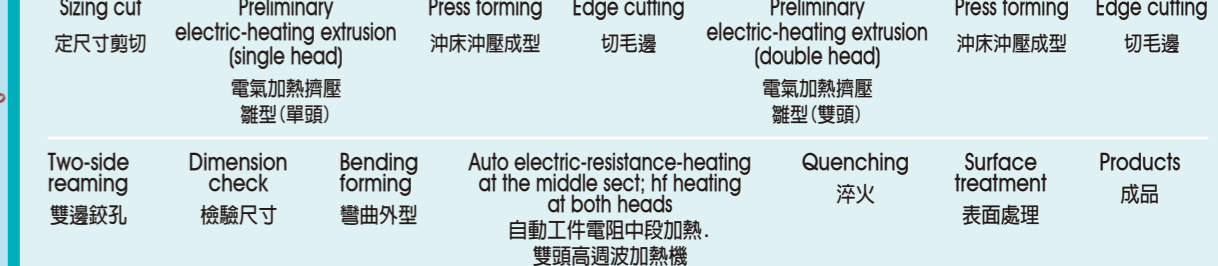 Sizing cut
定尺寸剪切
Preliminary
electric-heating extrusion
(single head)
電氣加熱擠壓
雛型(單頭)
Press forming
沖床沖壓成型
Edge cutting
切毛邊
Preliminary
electric-heating extrusion
(double head)
電氣加熱擠壓
雛型(雙頭)
Press forming
沖床沖壓成型
Edge cutting
切毛邊
Two-side
reaming
雙邊鉸孔
Dimension
check
檢驗尺寸
Bending
forming
彎曲外型
Auto electric-resistance-heating
at the middle sect; hf heating
at both heads
自動工件電阻中段加熱.
雙頭高週波加熱機
Quenching
淬火
Surface
treatment
表面處理
Products
成品